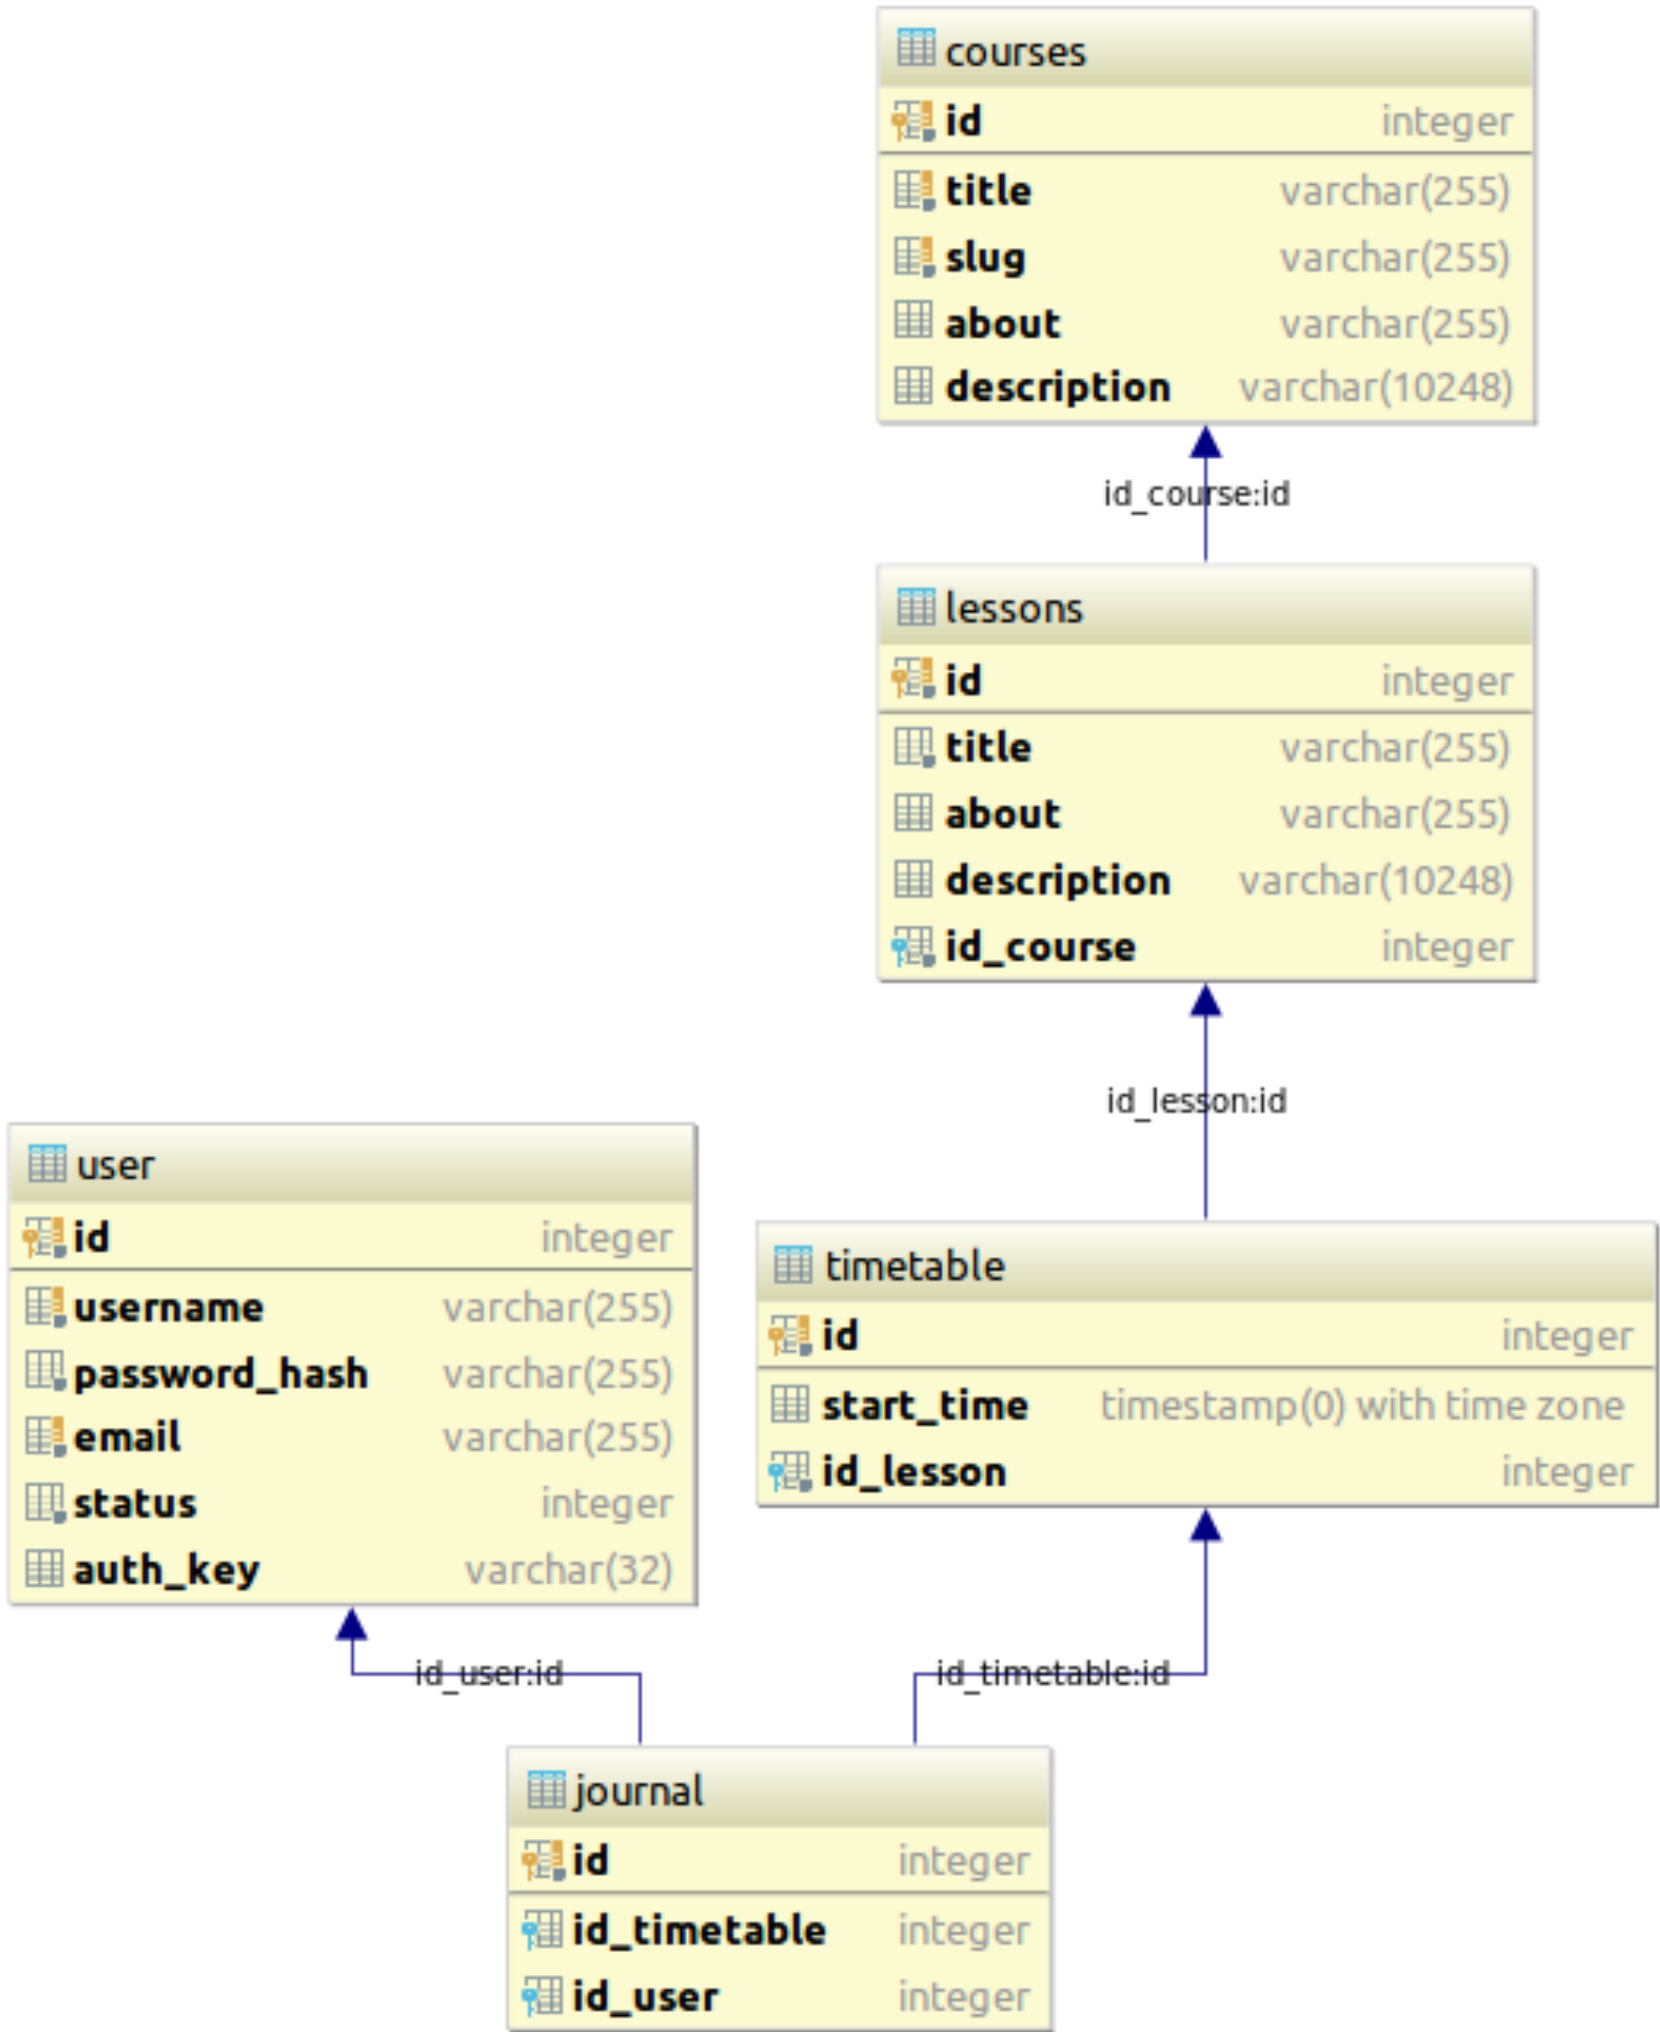 courses
id integer
title varchar(255)
slug varchar(255)
about varchar(255)
description varchar(10248)
id_course:id
lessons
id integer
title varchar(255)
about varchar(255)
description varchar(10248)
id_course integer
id_lesson:id
user
id integer
username varchar(255)
password_hash varchar(255)
email varchar(255)
status integer
auth_key varchar(32)
timetable
id integer
start_time timestamp(0) with time zone
id_lesson integer
id_user:id
id_timetable:id
journal
id integer
id_timetable integer
id_user integer